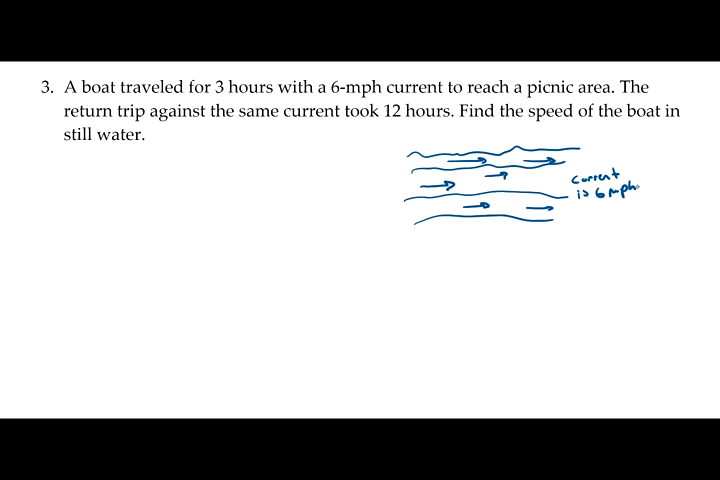 3. A boat traveled for 3 hours with a 6-mph current to reach a picnic area. The
return trip against the same current took 12 hours. Find the speed of the boat in
still water.
current
is 6 mph